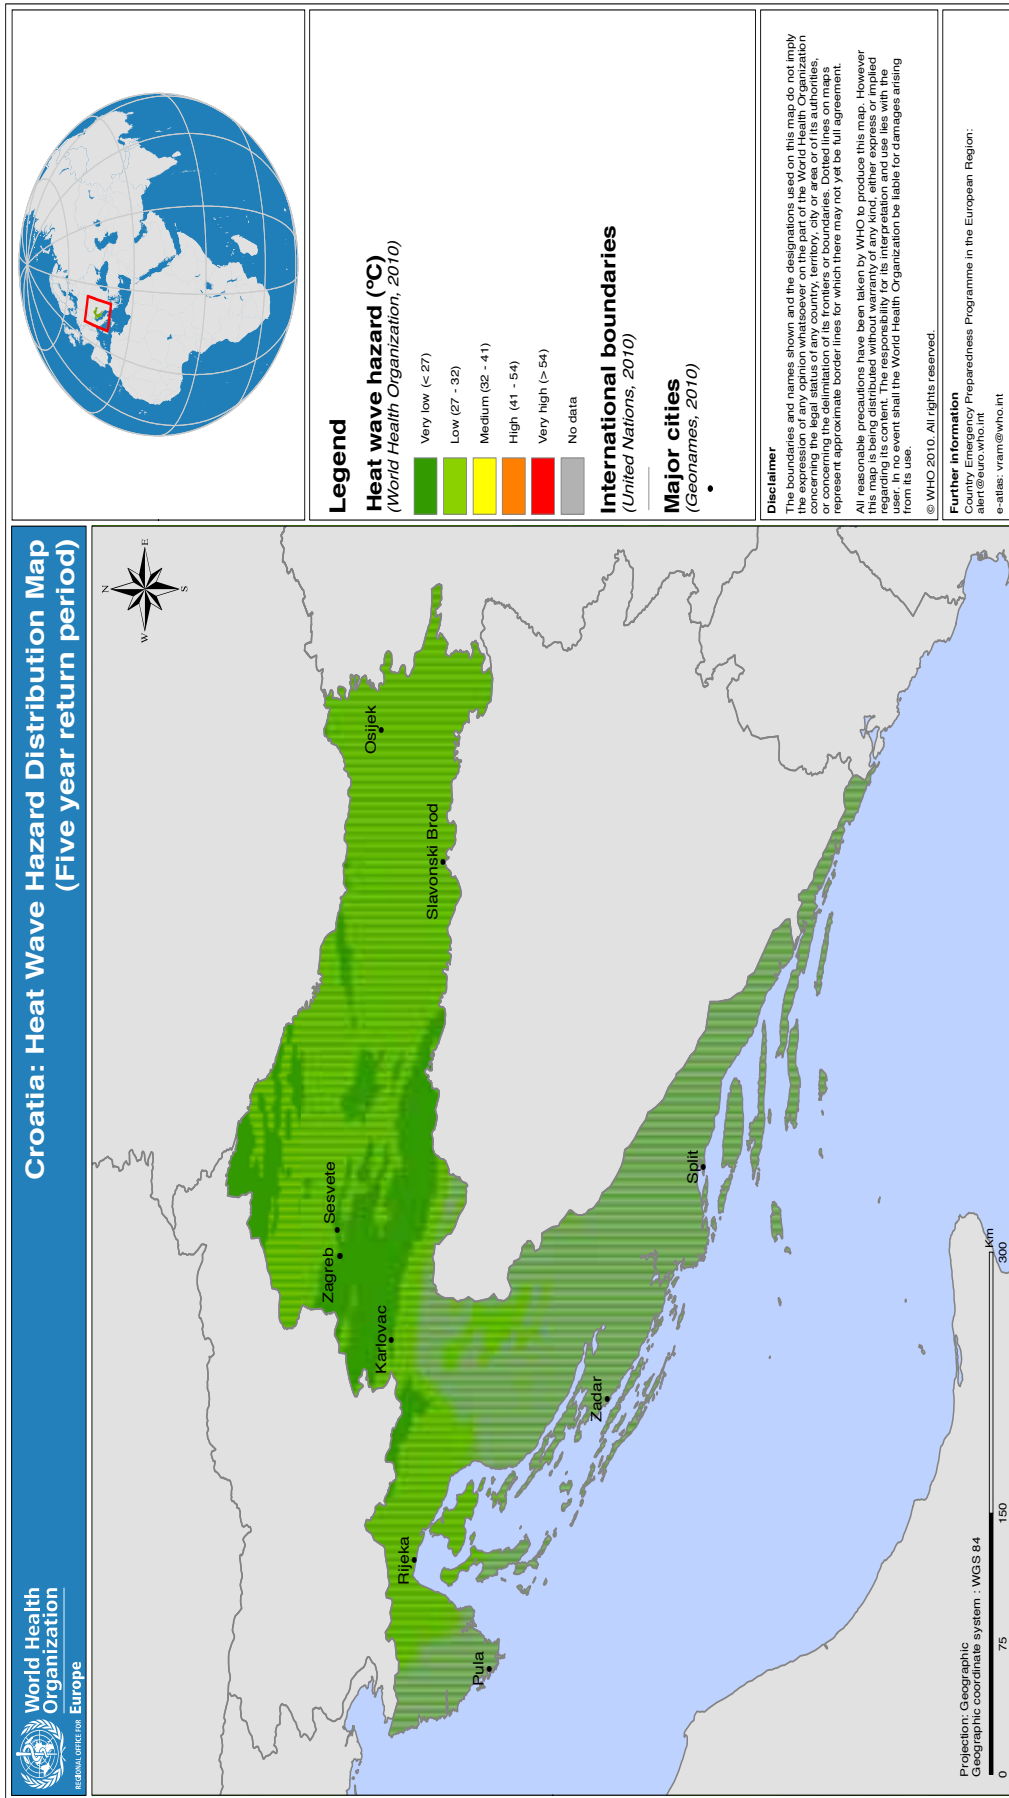 World Health
Organization
REGIONAL OFFICE FOR Europe
Croatia: Heat Wave Hazard Distribution Map
(Five year return period)
N
W
E
S
Osijek
Slavonski Brod
Sesvete
Zagreb
Karlovac
Rijeka
Pula
Zadar
Split
Projection: Geographic
Geographic coordinate system : WGS 84
0
75
150
300
Km
Legend
Heat wave hazard (°C)
(World Health Organization, 2010)
Very low (< 27)
Low (27 - 32)
Medium (32 - 41)
High (41 - 54)
Very high (> 54)
No data
International boundaries
(United Nations, 2010)
Major cities
(Geonames, 2010)
Disclaimer
The boundaries and names shown and the designations used on this map do not imply
the expression of any opinion whatsoever on the part of the World Health Organization
concerning the legal status of any country, territory, city or area or of its authorities,
or concerning the delimitation of its frontiers or boundaries. Dotted lines on maps
represent approximate border lines for which there may not yet be full agreement.
All reasonable precautions have been taken by WHO to produce this map. However
this map is being distributed without warranty of any kind, either express or implied
regarding its content. The responsibility for its interpretation and use lies with the
user. In no event shall the World Health Organization be liable for damages arising
from its use.
© WHO 2010. All rights reserved.
Further information
Country Emergency Preparedness Programme in the European Region:
alert@euro.who.int
e-atlas: vram@who.int